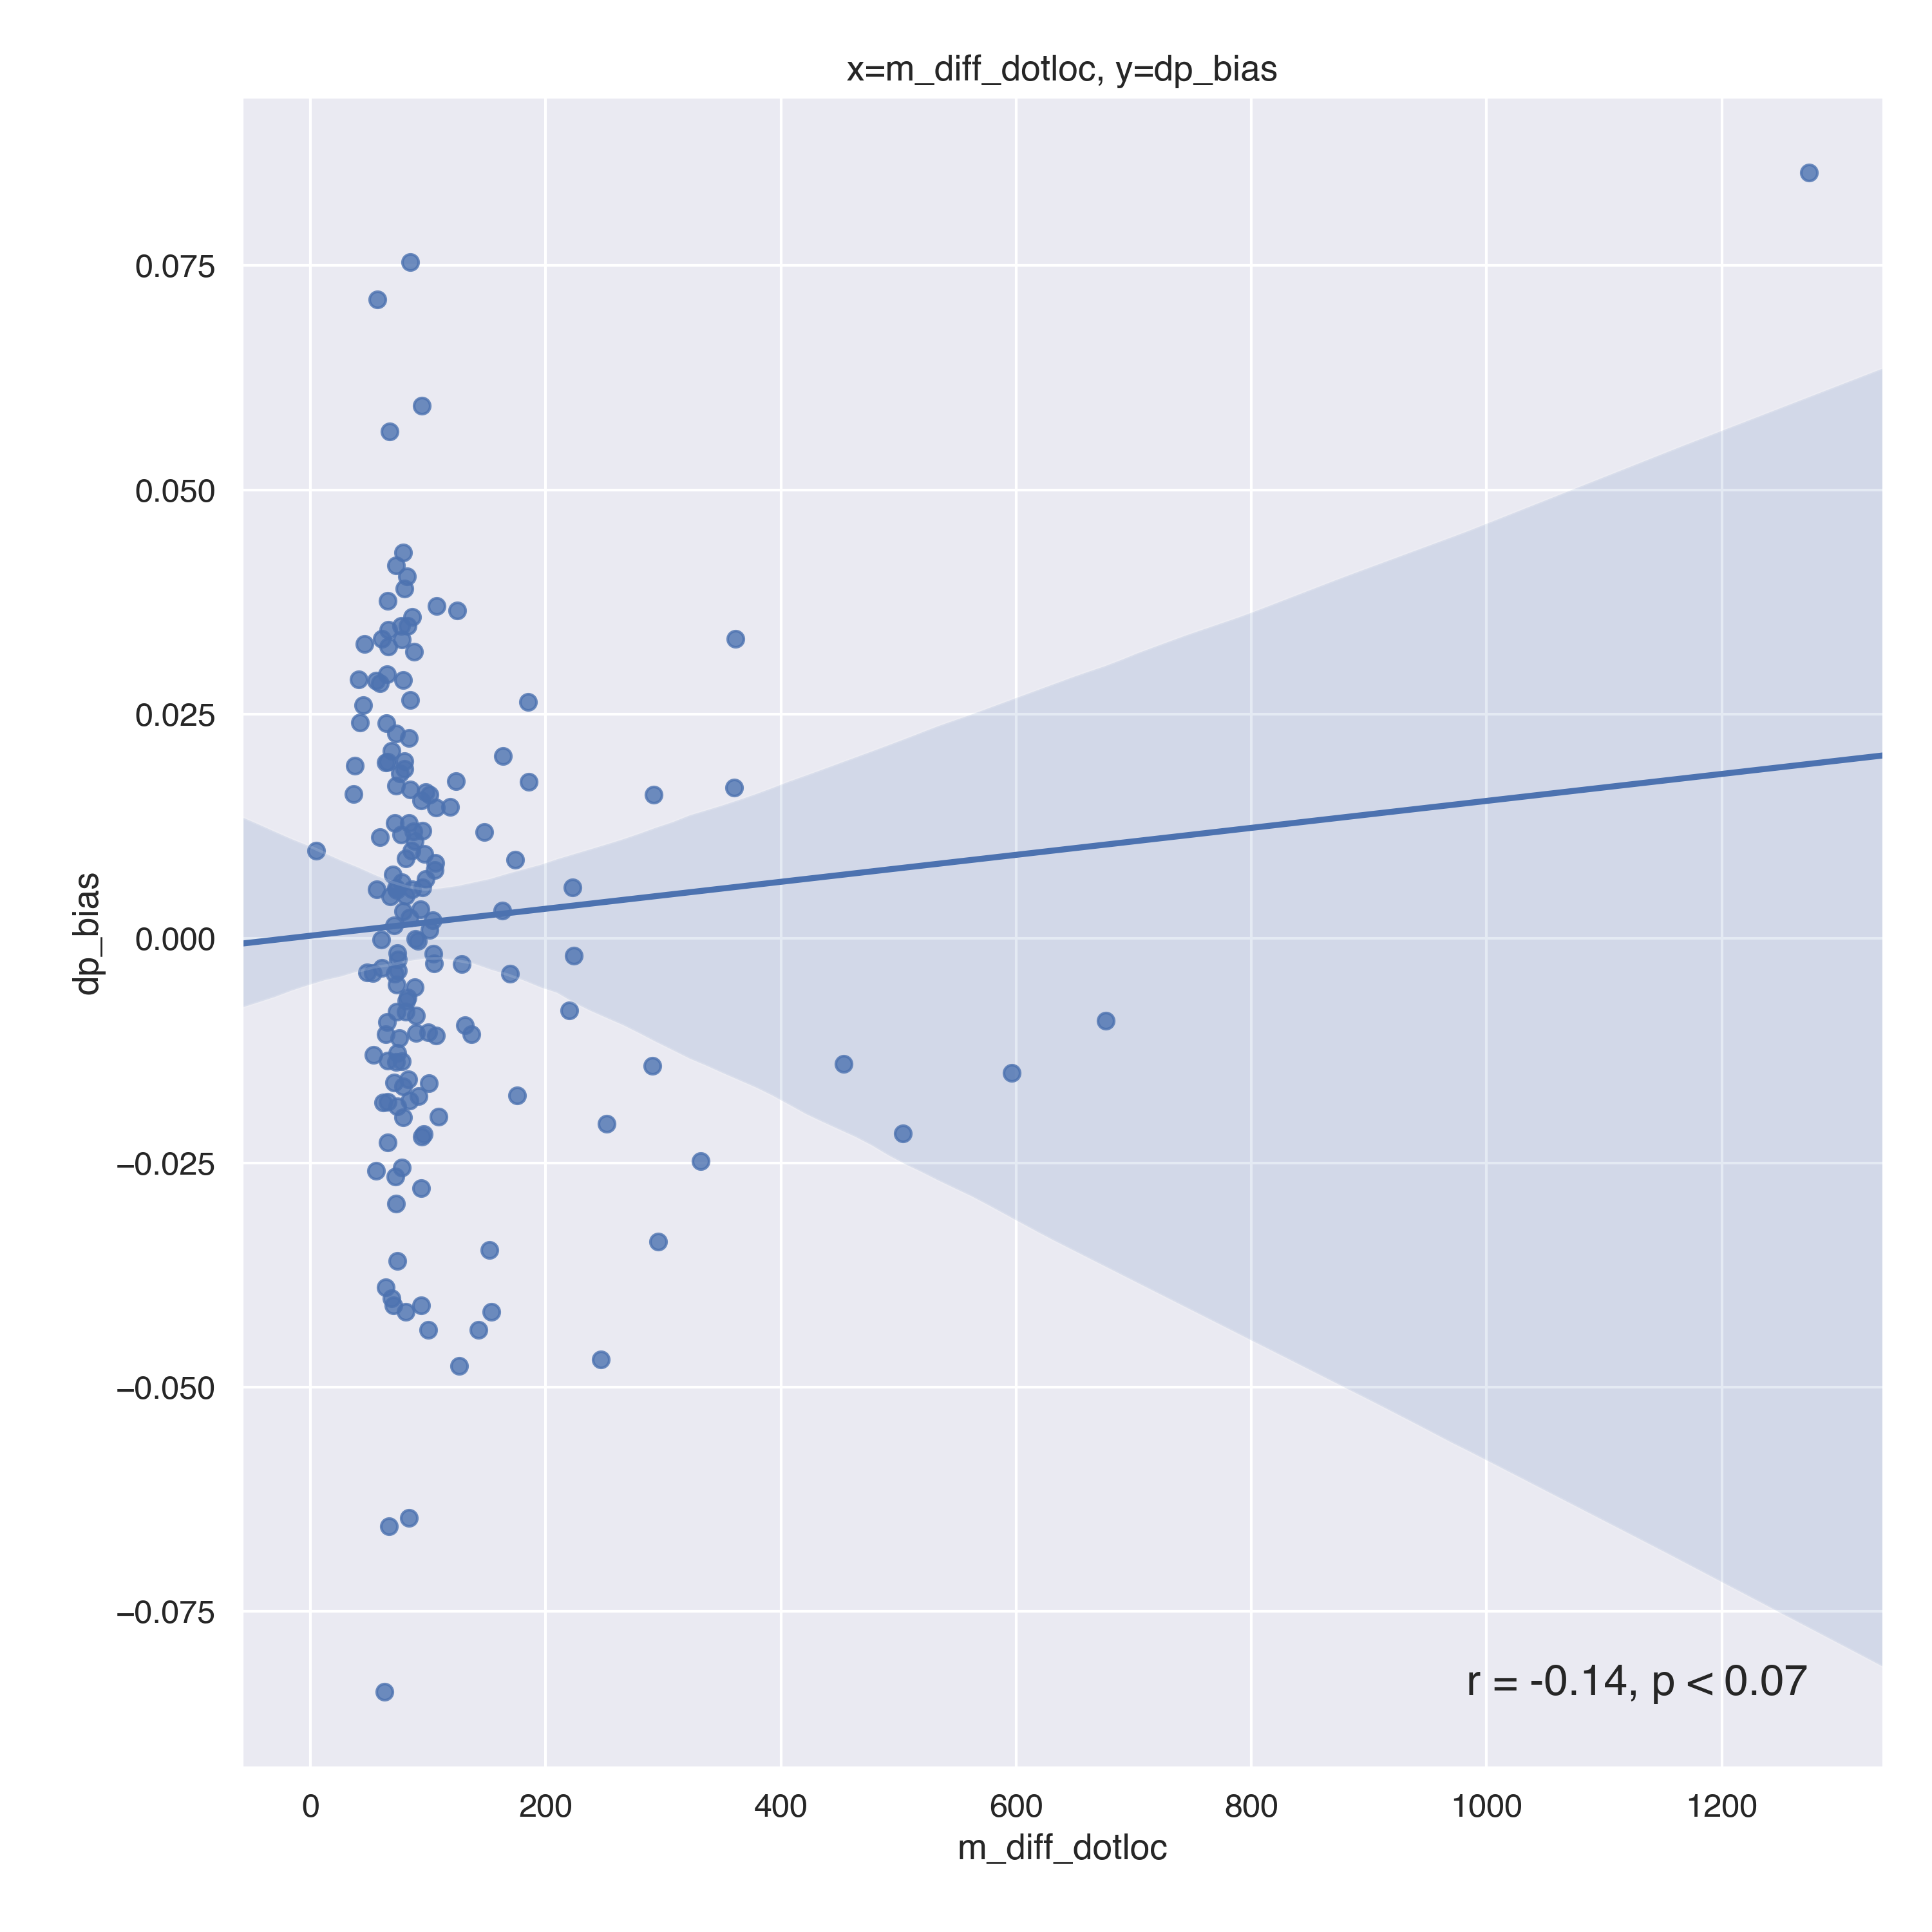 x=m_diff_dotloc, y=dp_bias
0.075
0.050
0.025
0.000
−0.025
−0.050
−0.075
dp_bias
r = -0.14, p < 0.07
0 200 400 600 800 1000 1200
m_diff_dotloc